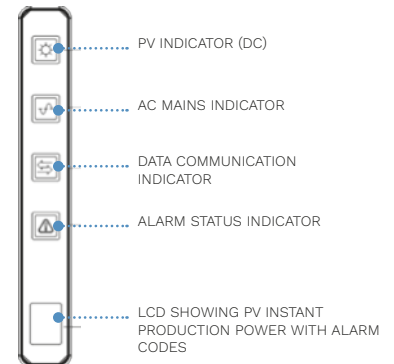 PV INDICATOR (DC)
AC MAINS INDICATOR
DATA COMMUNICATION
INDICATOR
ALARM STATUS INDICATOR
LCD SHOWING PV INSTANT
PRODUCTION POWER WITH ALARM
CODES